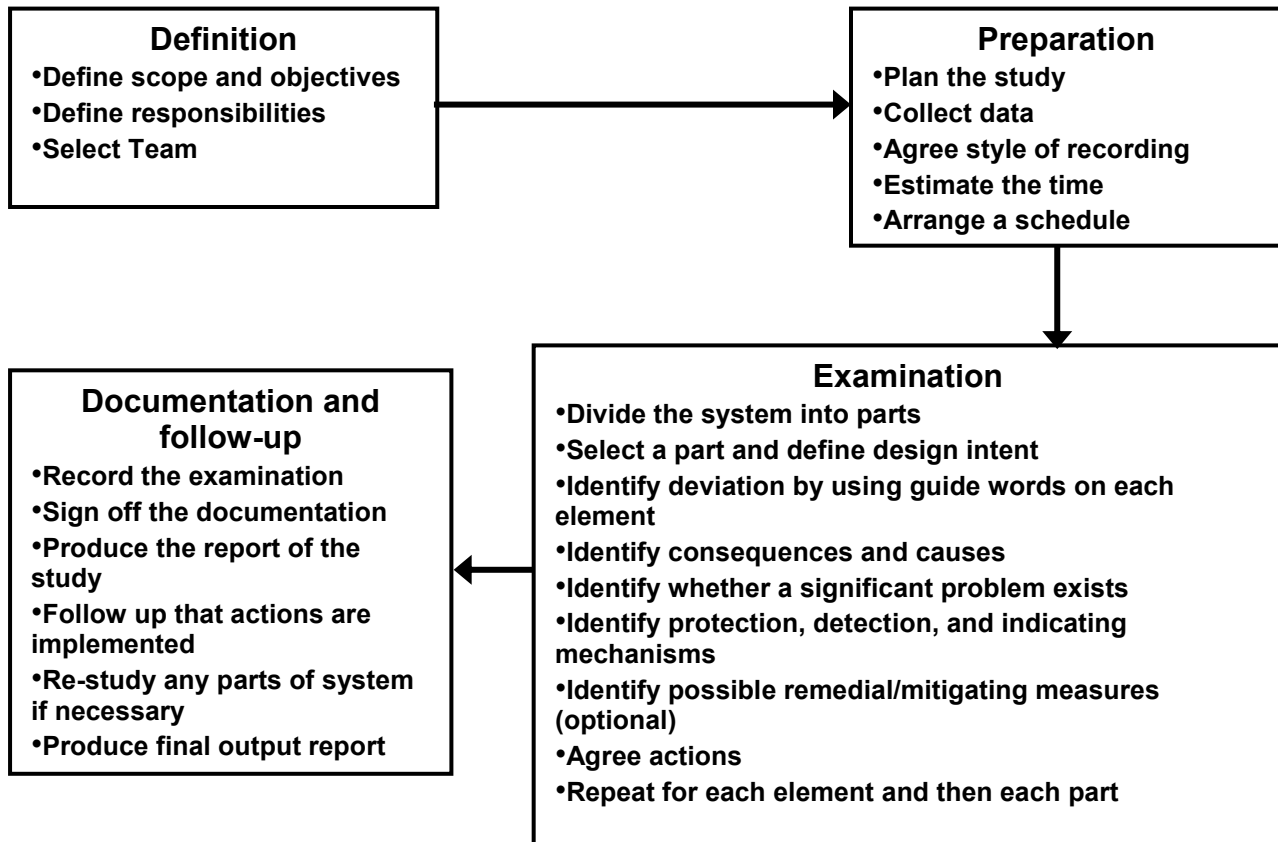 Definition
•Define scope and objectives
•Define responsibilities
•Select Team
Preparation
•Plan the study
•Collect data
•Agree style of recording
•Estimate the time
•Arrange a schedule
Examination
•Divide the system into parts
•Select a part and define design intent
•Identify deviation by using guide words on each
element
•Identify consequences and causes
•Identify whether a significant problem exists
•Identify protection, detection, and indicating
mechanisms
•Identify possible remedial/mitigating measures
(optional)
•Agree actions
•Repeat for each element and then each part
Documentation and
follow-up
•Record the examination
•Sign off the documentation
•Produce the report of the
study
•Follow up that actions are
implemented
•Re-study any parts of system
if necessary
•Produce final output report